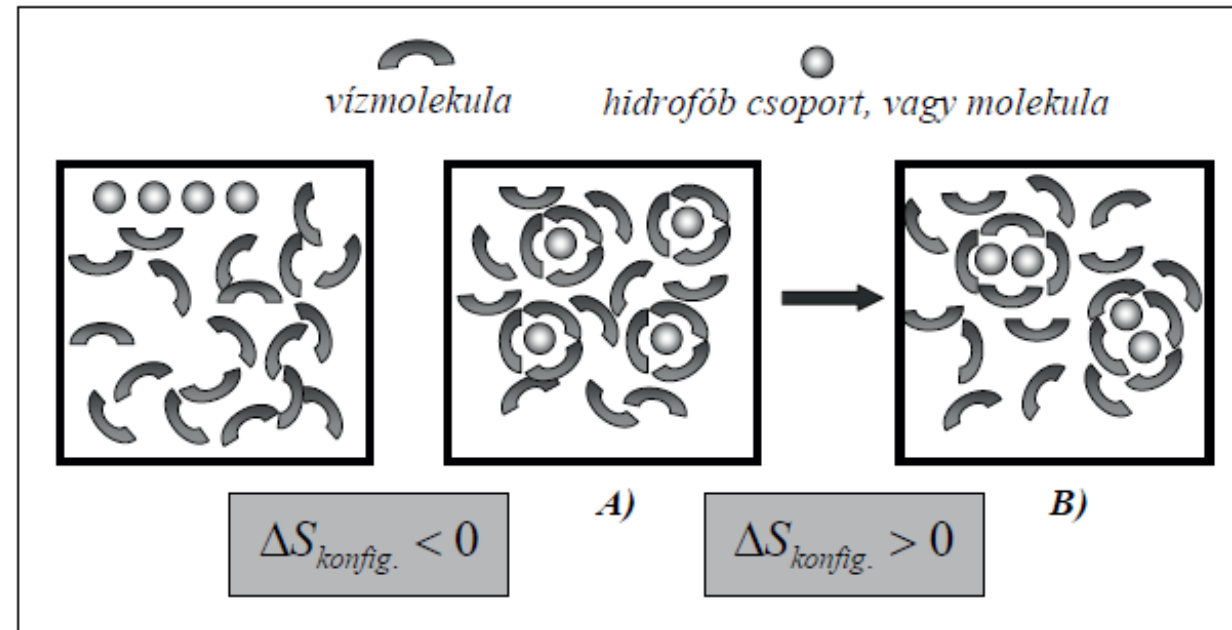 vízmolekula
hidrofób csoport, vagy molekula
A)
B)
ΔS_konfig. < 0
ΔS_konfig. > 0